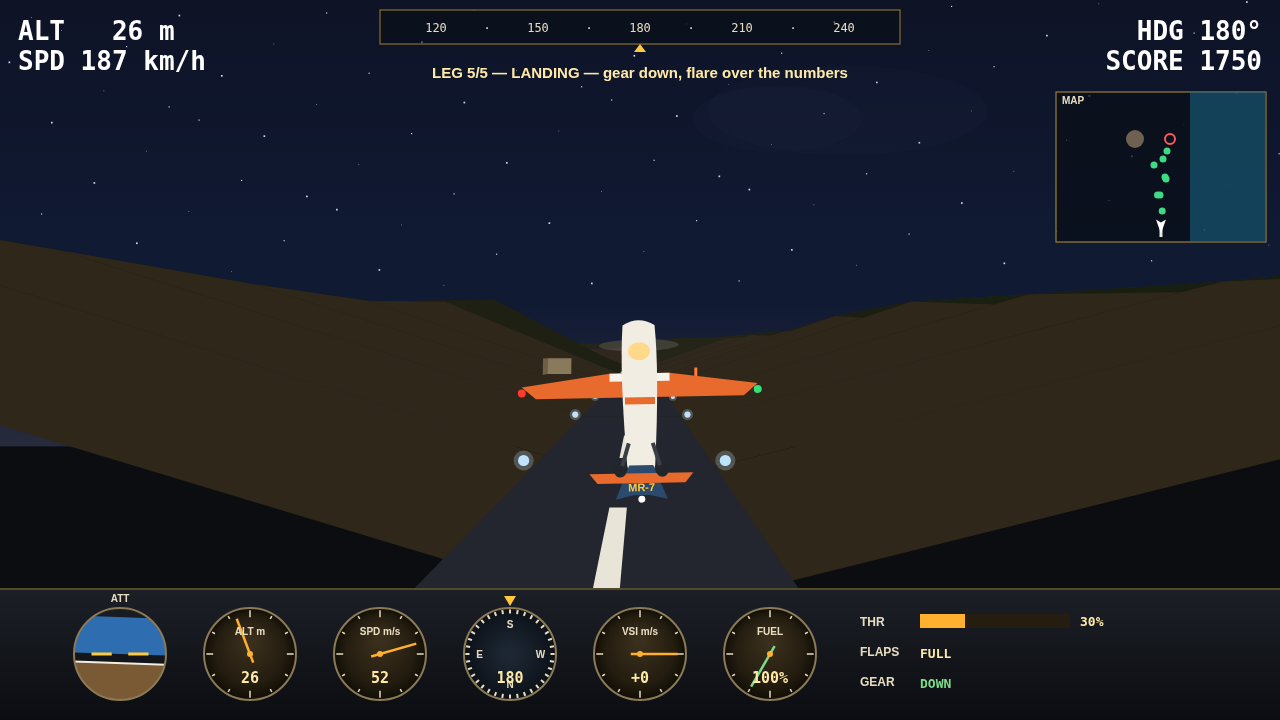 ALT 26 m
SPD 187 km/h
120 · 150 · 180 · 210 · 240
HDG 180°
SCORE 1750
LEG 5/5 — LANDING — gear down, flare over the numbers
MAP
MR-7
ATT
ALT m
26
SPD m/s
52
S
E
W
N
180
VSI m/s
+0
FUEL
100%
THR 30%
FLAPS FULL
GEAR DOWN